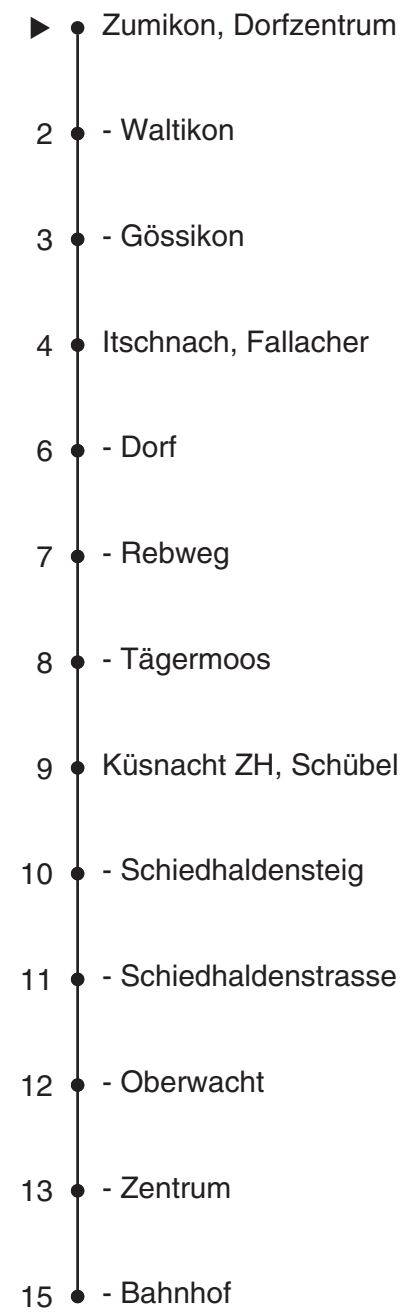 Zumikon, Dorfzentrum
2 - Waltikon
3 - Gössikon
4 Itschnach, Fallacher
6 - Dorf
7 - Rebweg
8 - Tägermoos
9 Küsnacht ZH, Schübel
10 - Schiedhaldensteig
11 - Schiedhaldenstrasse
12 - Oberwacht
13 - Zentrum
15 - Bahnhof